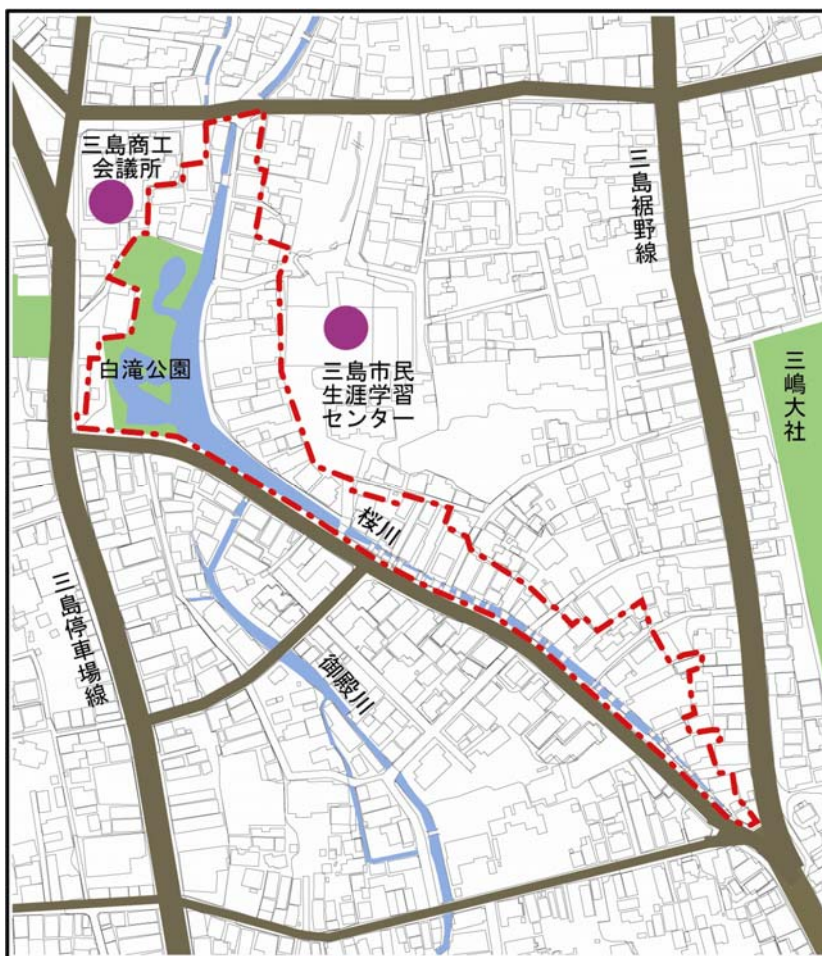 三島商工
会議所
三島裾野線
白滝公園
三島市民
生涯学習
センター
三嶋大社
桜川
三島停車場線
御殿川